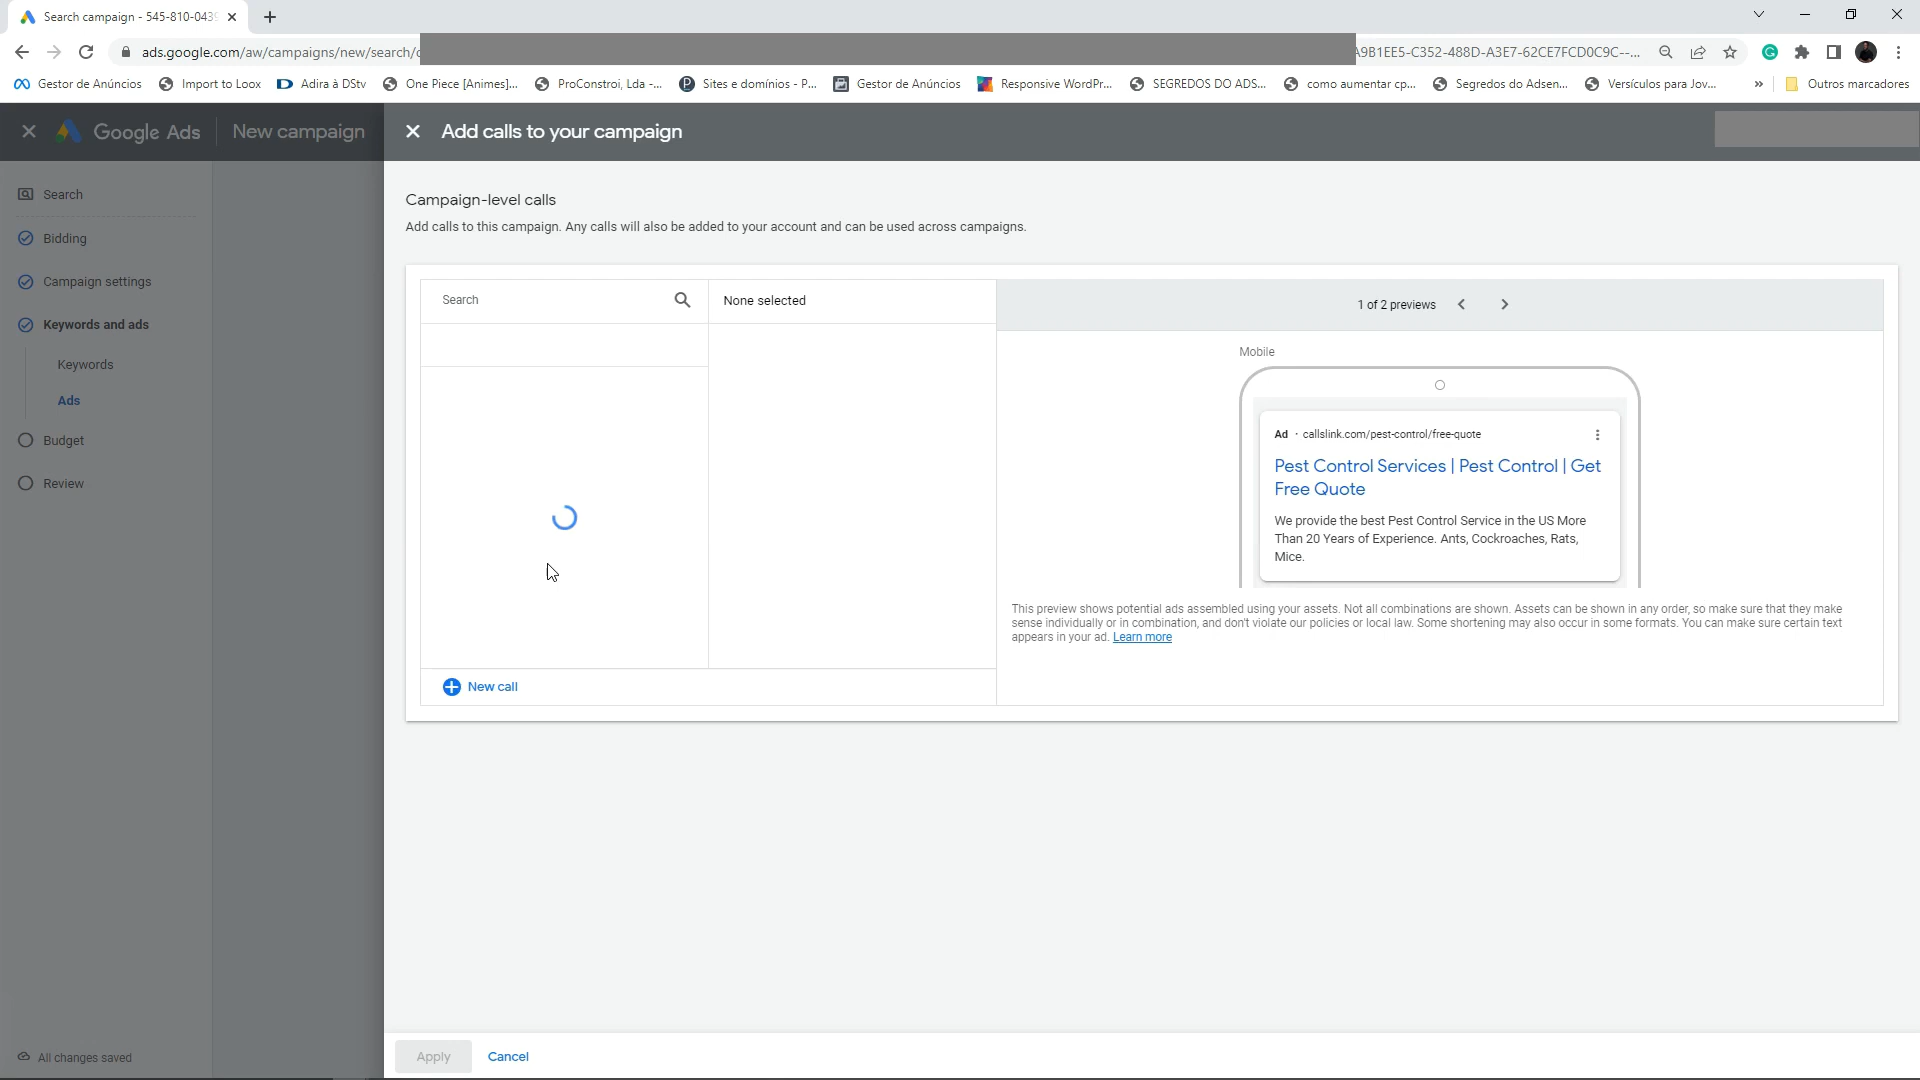 Search campaign - 545-810-0439
ads.google.com/aw/campaigns/new/search/c
A9B1EE5-C352-488D-A3E7-62CE7FCD0C9C--...
Gestor de Anúncios
Import to Loox
Adira à DStv
One Piece [Animes]...
ProConstroi, Lda -...
Sites e domínios - P...
Gestor de Anúncios
Responsive WordPr...
SEGREDOS DO ADS...
como aumentar cp...
Segredos do Adsen...
Versículos para Jov...
»
Outros marcadores
Google Ads
New campaign
Add calls to your campaign
Search
Bidding
Campaign settings
Keywords and ads
Keywords
Ads
Budget
Review
All changes saved
Campaign-level calls
Add calls to this campaign. Any calls will also be added to your account and can be used across campaigns.
Search
None selected
1 of 2 previews
Mobile
Ad · callslink.com/pest-control/free-quote
Pest Control Services | Pest Control | Get
Free Quote
We provide the best Pest Control Service in the US More
Than 20 Years of Experience. Ants, Cockroaches, Rats,
Mice.
This preview shows potential ads assembled using your assets. Not all combinations are shown. Assets can be shown in any order, so make sure that they make
sense individually or in combination, and don't violate our policies or local law. Some shortening may also occur in some formats. You can make sure certain text
appears in your ad. Learn more
New call
Apply
Cancel